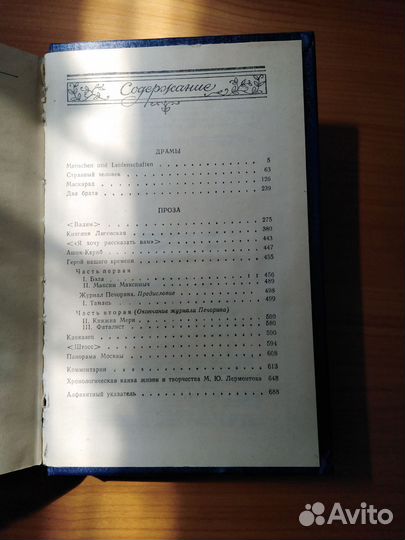 Содержание
ДРАМЫ
Menschen und Leidenschaften 5
Странный человек 63
Маскарад 126
Два брата 239
ПРОЗА
<Вадим> 275
Княгиня Лиговская 380
<«Я хочу рассказать вам»> 443
Ашик-Кериб 447
Герой нашего времени 455
Часть первая
I. Бэла 456
II. Максим Максимыч 489
Журнал Печорина. Предисловие 498
I. Тамань 499
Часть вторая (Окончание журнала Печорина)
II. Княжна Мери 509
III. Фаталист 580
Кавказец 590
<Штосс> 594
Панорама Москвы 608
Комментарии 613
Хронологическая канва жизни и творчества М. Ю. Лермонтова 648
Алфавитный указатель 688
Avito